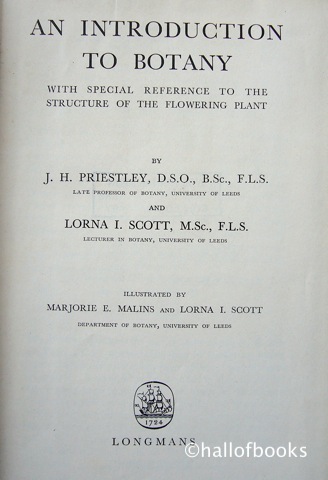 AN INTRODUCTION
TO BOTANY
WITH SPECIAL REFERENCE TO THE
STRUCTURE OF THE FLOWERING PLANT
BY
J. H. PRIESTLEY, D.S.O., B.Sc., F.L.S.
LATE PROFESSOR OF BOTANY, UNIVERSITY OF LEEDS
AND
LORNA I. SCOTT, M.Sc., F.L.S.
LECTURER IN BOTANY, UNIVERSITY OF LEEDS
ILLUSTRATED BY
MARJORIE E. MALINS AND LORNA I. SCOTT
DEPARTMENT OF BOTANY, UNIVERSITY OF LEEDS
1724
LONGMANS
©hallofbooks